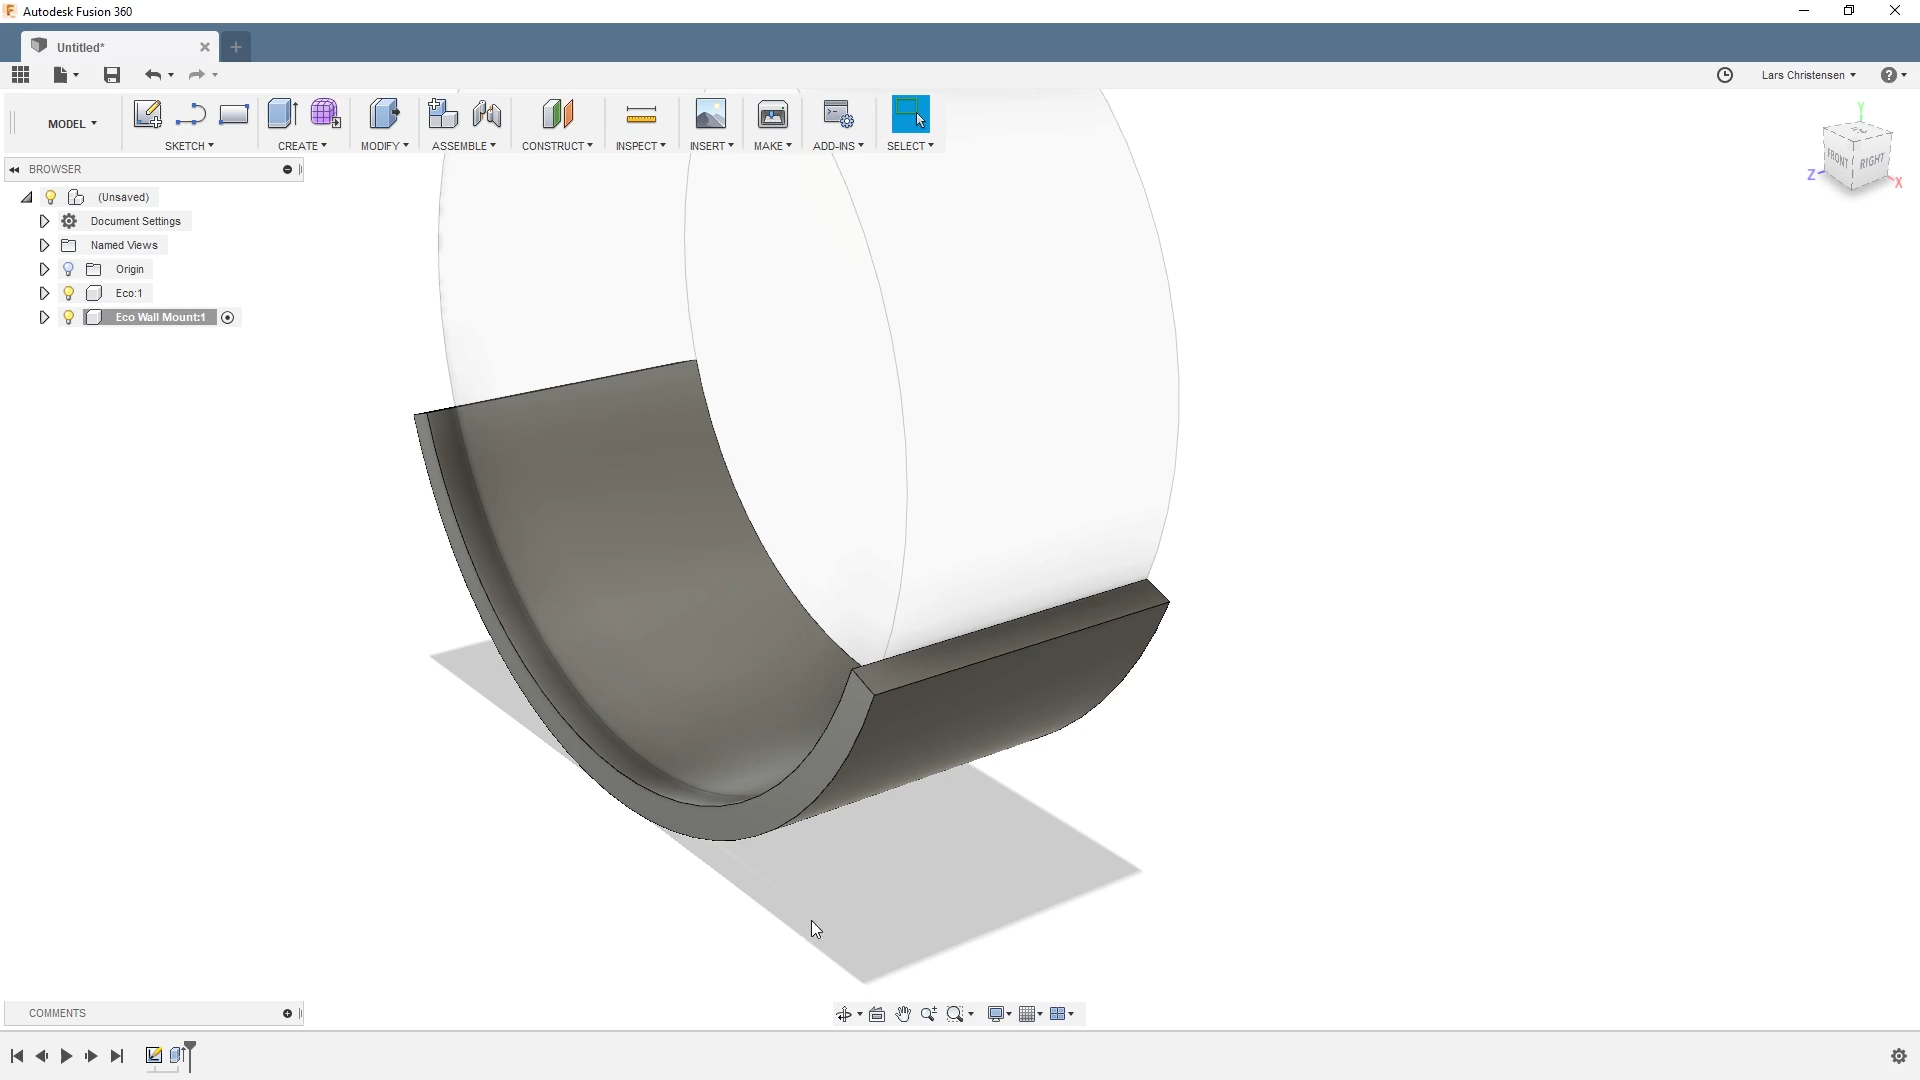 Autodesk Fusion 360
Untitled*
Lars Christensen
MODEL
SKETCH
CREATE
MODIFY
ASSEMBLE
CONSTRUCT
INSPECT
INSERT
MAKE
ADD-INS
SELECT
Y
FRONT
RIGHT
Z
X
BROWSER
(Unsaved)
Document Settings
Named Views
Origin
Eco:1
Eco Wall Mount:1
COMMENTS